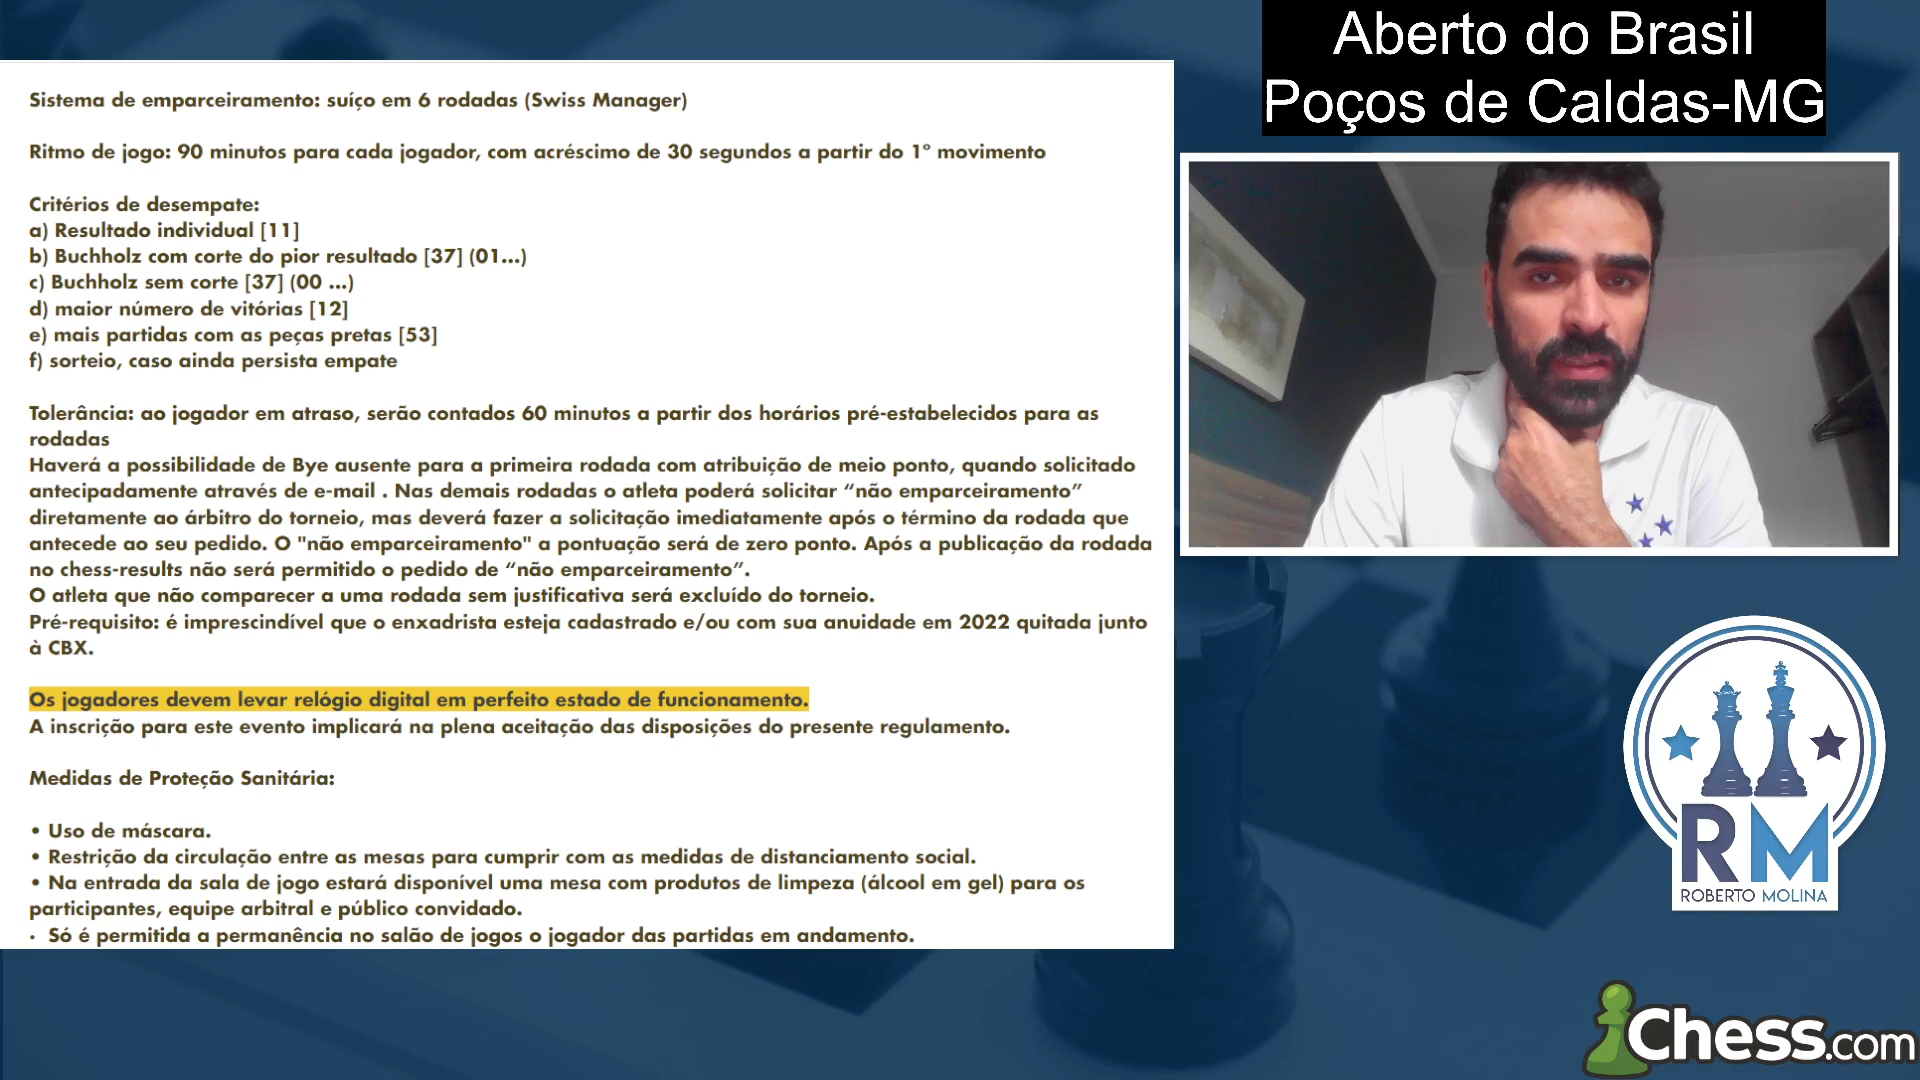 Aberto do Brasil
Poços de Caldas-MG
Sistema de emparceiramento: suíço em 6 rodadas (Swiss Manager)
Ritmo de jogo: 90 minutos para cada jogador, com acréscimo de 30 segundos a partir do 1º movimento
Critérios de desempate:
a) Resultado individual [11]
b) Buchholz com corte do pior resultado [37] (01...)
c) Buchholz sem corte [37] (00 ...)
d) maior número de vitórias [12]
e) mais partidas com as peças pretas [53]
f) sorteio, caso ainda persista empate
Tolerância: ao jogador em atraso, serão contados 60 minutos a partir dos horários pré-estabelecidos para as
rodadas
Haverá a possibilidade de Bye ausente para a primeira rodada com atribuição de meio ponto, quando solicitado
antecipadamente através de e-mail . Nas demais rodadas o atleta poderá solicitar “não emparceiramento”
diretamente ao árbitro do torneio, mas deverá fazer a solicitação imediatamente após o término da rodada que
antecede ao seu pedido. O "não emparceiramento" a pontuação será de zero ponto. Após a publicação da rodada
no chess-results não será permitido o pedido de “não emparceiramento”.
O atleta que não comparecer a uma rodada sem justificativa será excluído do torneio.
Pré-requisito: é imprescindível que o enxadrista esteja cadastrado e/ou com sua anuidade em 2022 quitada junto
à CBX.
Os jogadores devem levar relógio digital em perfeito estado de funcionamento.
A inscrição para este evento implicará na plena aceitação das disposições do presente regulamento.
Medidas de Proteção Sanitária:
• Uso de máscara.
• Restrição da circulação entre as mesas para cumprir com as medidas de distanciamento social.
• Na entrada da sala de jogo estará disponível uma mesa com produtos de limpeza (álcool em gel) para os
participantes, equipe arbitral e público convidado.
· Só é permitida a permanência no salão de jogos o jogador das partidas em andamento.
RM
ROBERTO MOLINA
Chess.com